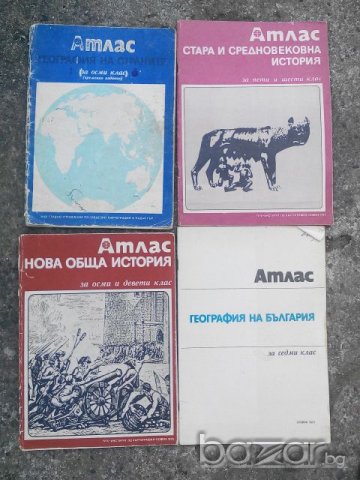 Атлас
ГЕОГРАФИЯ НА СТРАНИТЕ
(за осми клас)
Атлас
СТАРА И СРЕДНОВЕКОВНА
ИСТОРИЯ
за пети и шести клас
Атлас
НОВА ОБЩА ИСТОРИЯ
за осми и девети клас
Атлас
ГЕОГРАФИЯ НА БЪЛГАРИЯ
за седми клас
bazar.bg